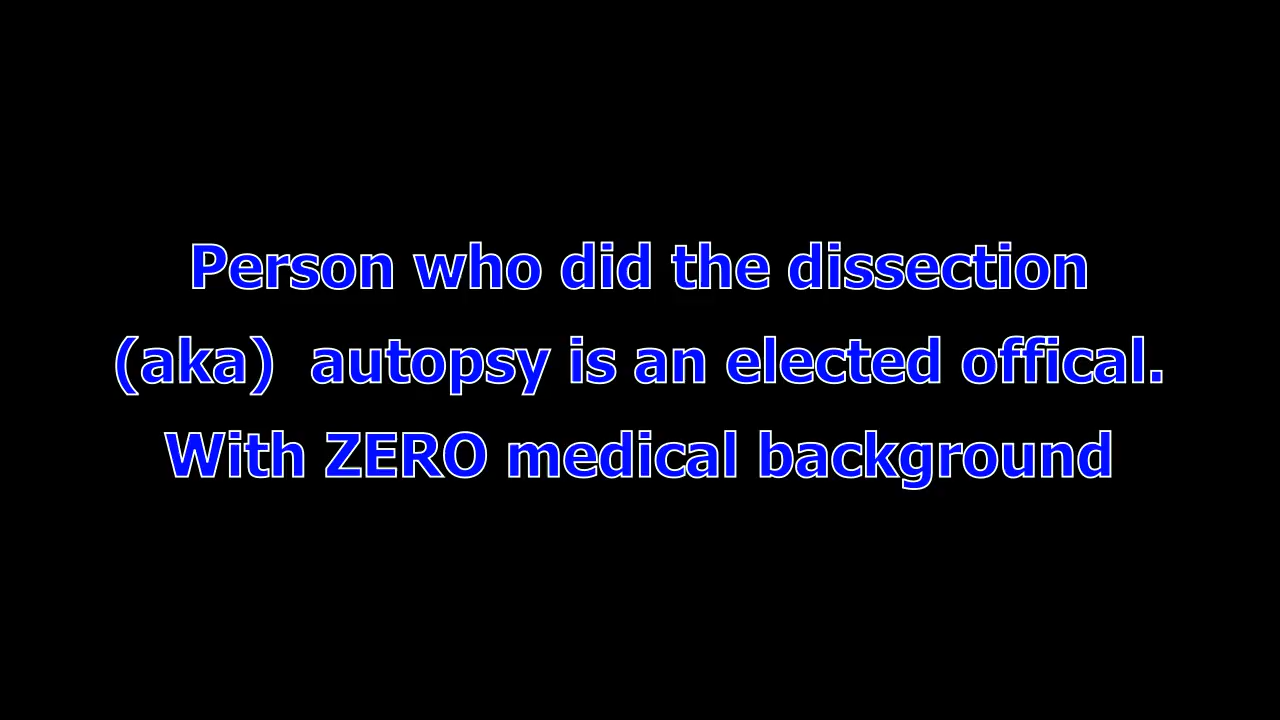 Person who did the dissection
(aka)  autopsy is an elected offical.
With ZERO medical background